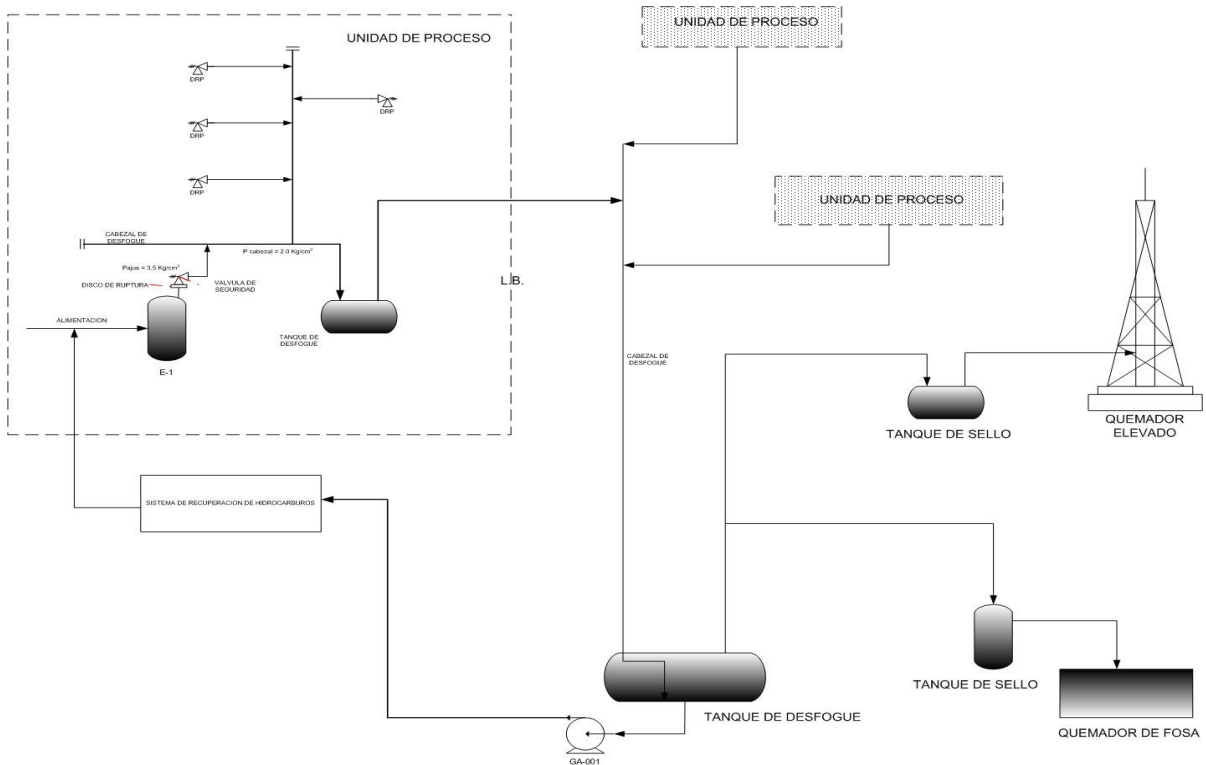 UNIDAD DE PROCESO
UNIDAD DE PROCESO
DRP
DRP
DRP
DRP
UNIDAD DE PROCESO
CABEZAL DE
DESFOGUE
P cabezal = 2.0 Kg/cm²
Pajus = 3.5 Kg/cm²
DISCO DE RUPTURA
VALVULA DE
SEGURIDAD
L.B.
ALIMENTACION
TANQUE DE
DESFOGUE
E-1
CABEZAL DE
DESFOGUE
TANQUE DE SELLO
QUEMADOR
ELEVADO
SISTEMA DE RECUPERACION DE HIDROCARBUROS
TANQUE DE SELLO
TANQUE DE DESFOGUE
QUEMADOR DE FOSA
GA-001